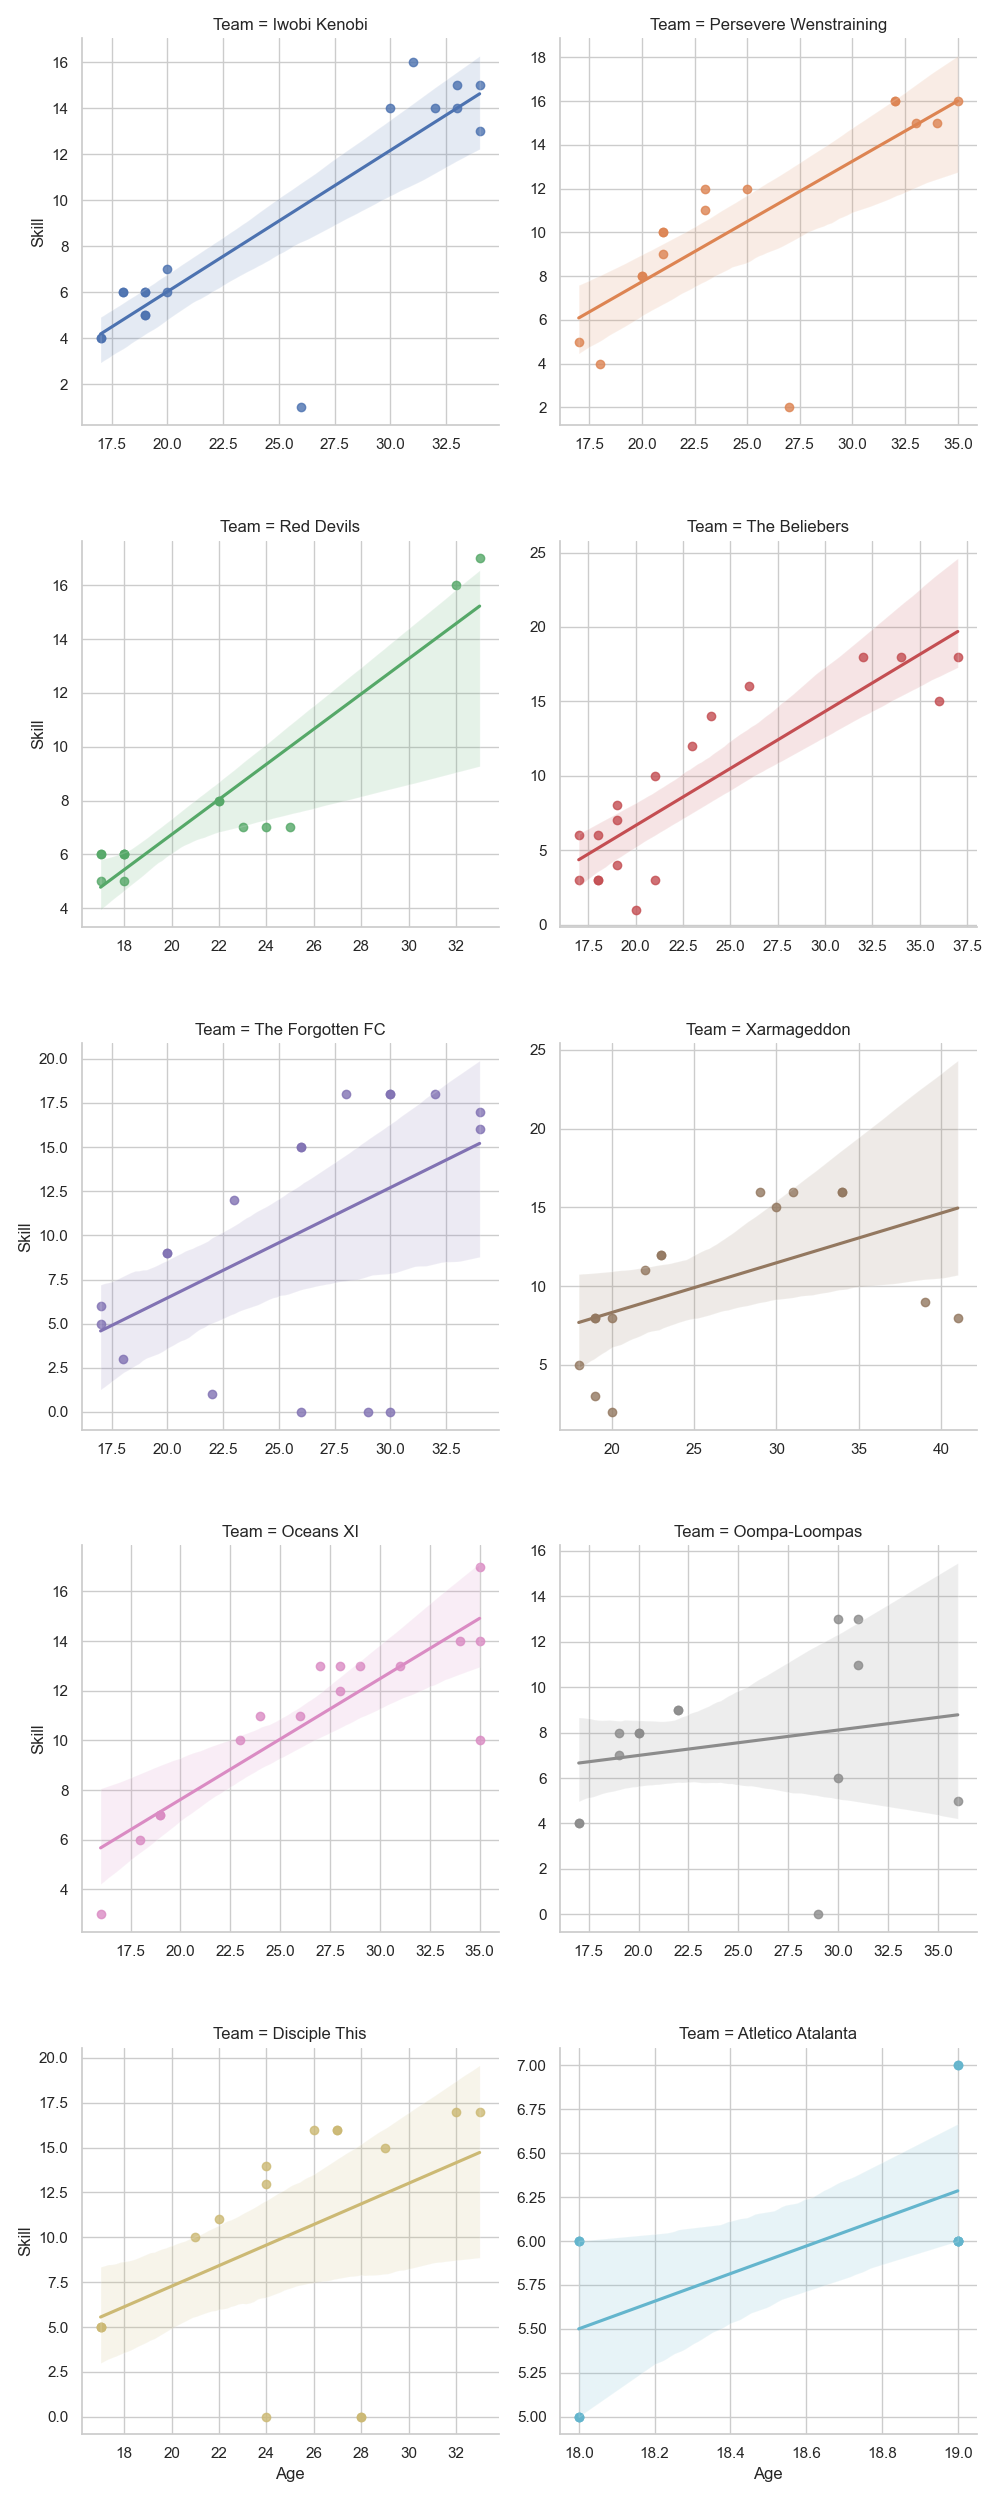 Team = Iwobi Kenobi
Team = Persevere Wenstraining
16
14
12
10
8
6
4
2
Skill
17.5 20.0 22.5 25.0 27.5 30.0 32.5
18
16
14
12
10
8
6
4
2
17.5 20.0 22.5 25.0 27.5 30.0 32.5 35.0
Team = Red Devils
Team = The Beliebers
16
14
12
10
8
6
4
Skill
18 20 22 24 26 28 30 32
25
20
15
10
5
0
17.5 20.0 22.5 25.0 27.5 30.0 32.5 35.0 37.5
Team = The Forgotten FC
Team = Xarmageddon
20.0
17.5
15.0
12.5
10.0
7.5
5.0
2.5
0.0
Skill
17.5 20.0 22.5 25.0 27.5 30.0 32.5
25
20
15
10
5
20 25 30 35 40
Team = Oceans XI
Team = Oompa-Loompas
16
14
12
10
8
6
4
Skill
17.5 20.0 22.5 25.0 27.5 30.0 32.5 35.0
16
14
12
10
8
6
4
2
0
17.5 20.0 22.5 25.0 27.5 30.0 32.5 35.0
Team = Disciple This
Team = Atletico Atalanta
20.0
17.5
15.0
12.5
10.0
7.5
5.0
2.5
0.0
Skill
18 20 22 24 26 28 30 32
Age
7.00
6.75
6.50
6.25
6.00
5.75
5.50
5.25
5.00
18.0 18.2 18.4 18.6 18.8 19.0
Age